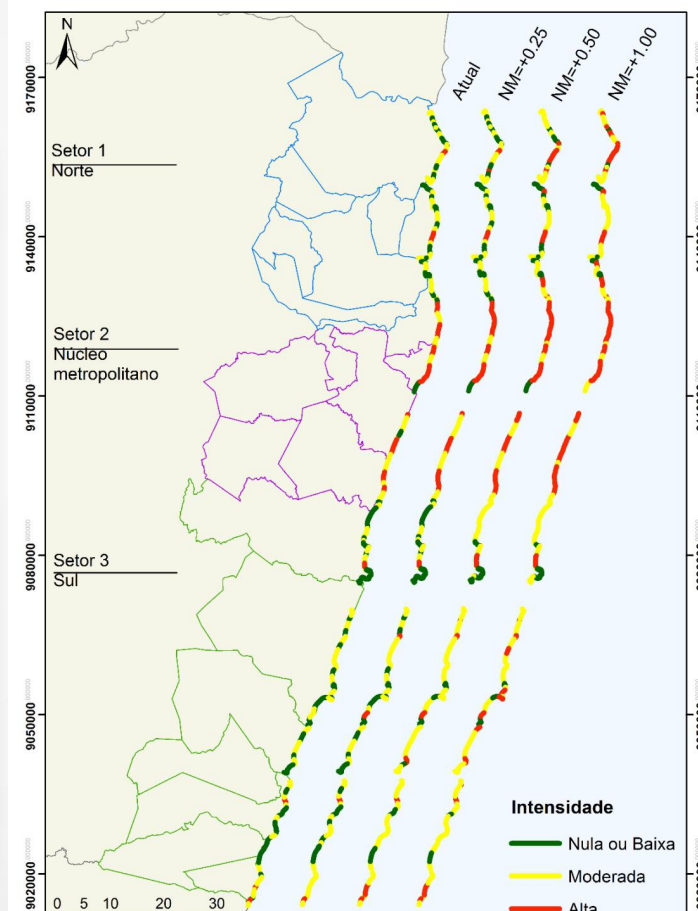 N
Atual
NM=+0.25
NM=+0.50
NM=+1.00
9170000
Setor 1
Norte
9140000
Setor 2
Núcleo
metropolitano
9110000
9080000
Setor 3
Sul
9050000
Intensidade
Nula ou Baixa
Moderada
Alta
9020000
0 5 10 20 30